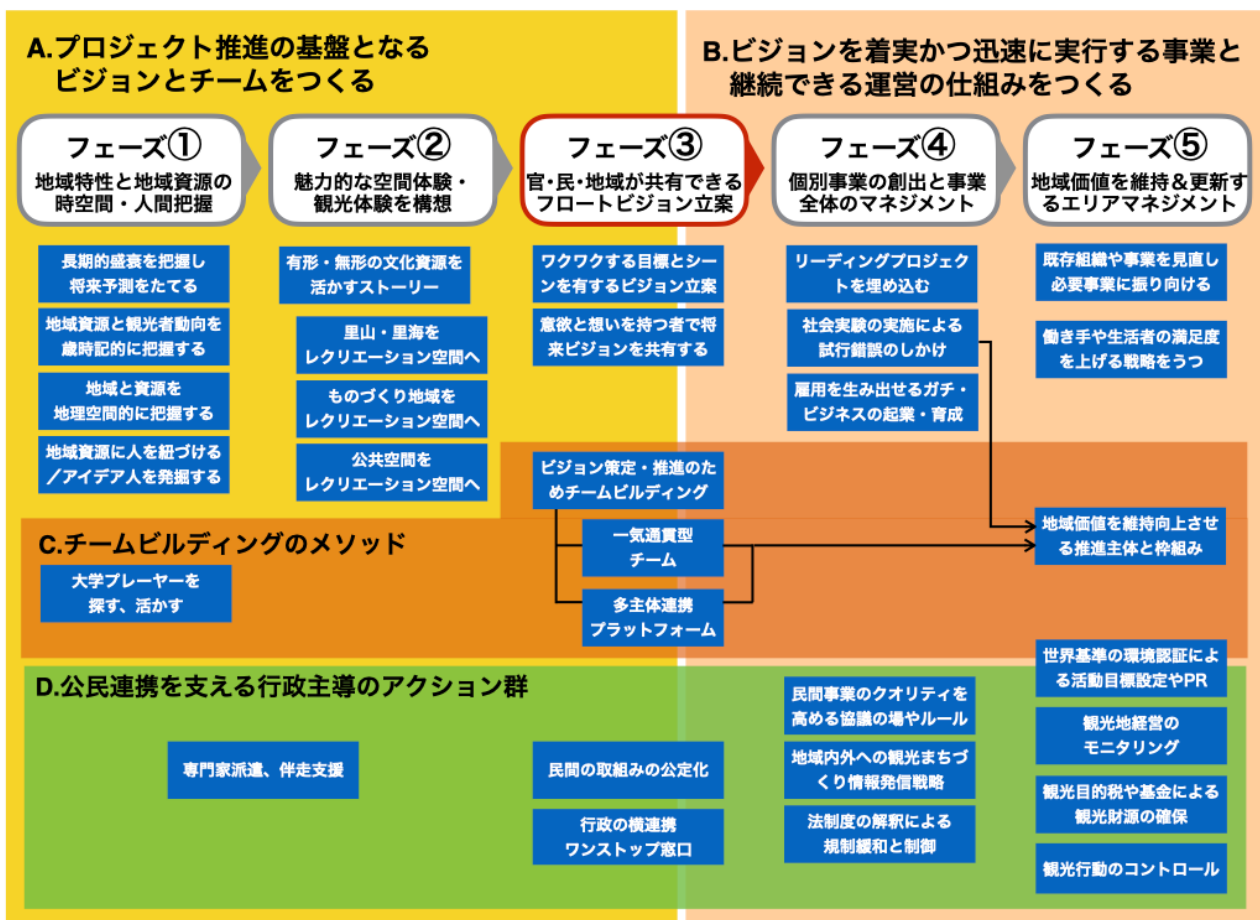 A.プロジェクト推進の基盤となる
ビジョンとチームをつくる
B.ビジョンを着実かつ迅速に実行する事業と
継続できる運営の仕組みをつくる
フェーズ①
地域特性と地域資源の
時空間・人間把握
フェーズ②
魅力的な空間体験・
観光体験を構想
フェーズ③
官・民・地域が共有できる
フロートビジョン立案
フェーズ④
個別事業の創出と事業
全体のマネジメント
フェーズ⑤
地域価値を維持&更新す
るエリアマネジメント
長期的盛衰を把握し
将来予測をたてる
地域資源と観光者動向を
歳時記的に把握する
地域と資源を
地理空間的に把握する
地域資源に人を紐づける
/アイデア人を発掘する
有形・無形の文化資源を
活かすストーリー
里山・里海を
レクリエーション空間へ
ものづくり地域を
レクリエーション空間へ
公共空間を
レクリエーション空間へ
ワクワクする目標とシー
ンを有するビジョン立案
意欲と想いを持つ者で将
来ビジョンを共有する
リーディングプロジェク
トを埋め込む
社会実験の実施による
試行錯誤のしかけ
雇用を生み出せるガチ・
ビジネスの起業・育成
既存組織や事業を見直し
必要事業に振り向ける
働き手や生活者の満足度
を上げる戦略をうつ
ビジョン策定・推進のた
めチームビルディング
C.チームビルディングのメソッド
大学プレーヤーを
探す、活かす
一気通貫型
チーム
多主体連携
プラットフォーム
地域価値を維持向上させ
る推進主体と枠組み
D.公民連携を支える行政主導のアクション群
専門家派遣、伴走支援
民間の取組みの公定化
行政の横連携
ワンストップ窓口
民間事業のクオリティを
高める協議の場やルール
地域内外への観光まちづ
くり情報発信戦略
法制度の解釈による
規制緩和と制御
世界基準の環境認証によ
る活動目標設定やPR
観光地経営の
モニタリング
観光目的税や基金による
観光財源の確保
観光行動のコントロール